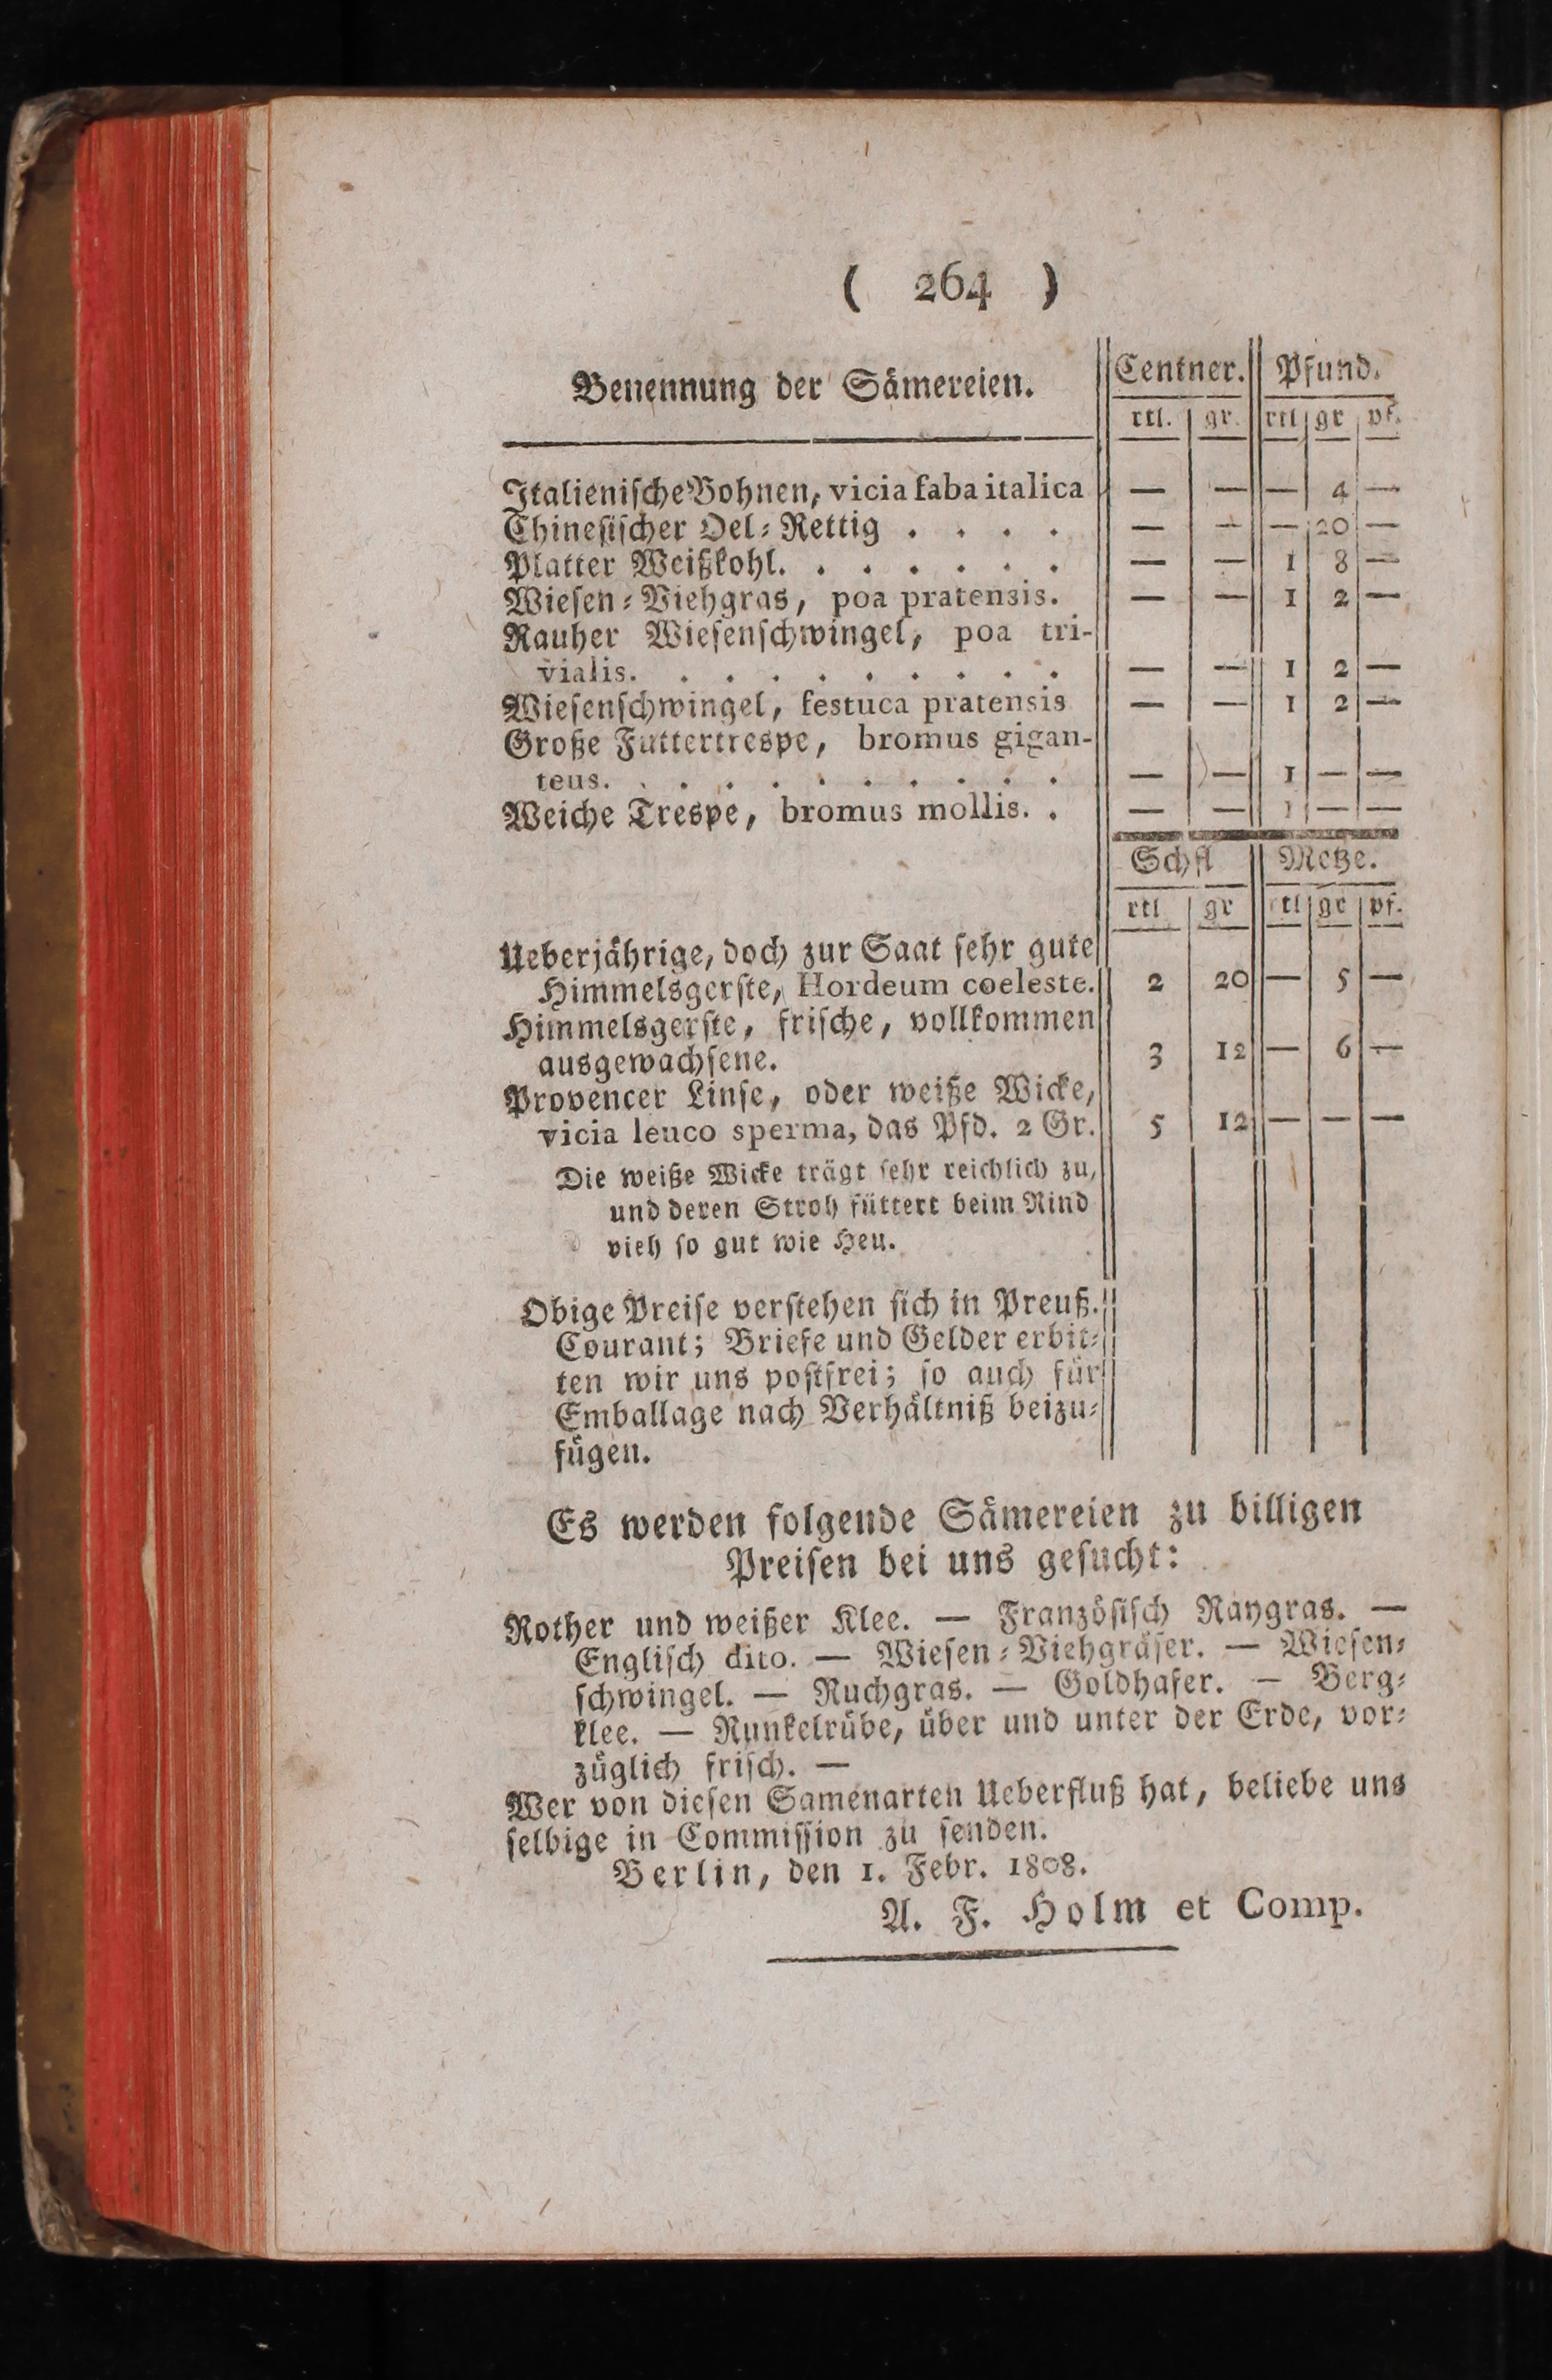 ( 264 )
Benennung der Sämereien. Centner. Pfund.
rtl. gr. rtl gr pf.
Italienische Bohnen, vicia faba italica — — — 4 —
Chinesischer Oel-Rettig . . . . — — — 20 —
Platter Weißkohl. . . . . . . — — 1 8 —
Wiesen-Viehgras, poa pratensis. — — 1 2 —
Rauher Wiesenschwingel, poa tri-
vialis. . . . . . . . . . — — 1 2 —
Wiesenschwingel, festuca pratensis — — 1 2 —
Große Futtertrespe, bromus gigan-
teus. . . . . . . . . . . — — 1 — —
Weiche Trespe, bromus mollis. . — — 1 — —
Schfl Metze.
rtl gr rtl gr pf.
Ueberjährige, doch zur Saat sehr gute
Himmelsgerste, Hordeum coeleste. 2 20 — 5 —
Himmelsgerste, frische, vollkommen
ausgewachsene. 3 12 — 6 —
Provencer Linse, oder weiße Wicke,
vicia leuco sperma, das Pfd. 2 Gr. 5 12 — — —
Die weiße Wicke trägt sehr reichlich zu,
und deren Stroh füttert beim Rind
vieh so gut wie Heu.
Obige Preise verstehen sich in Preuß.
Courant; Briefe und Gelder erbit-
ten wir uns postfrei; so auch für
Emballage nach Verhältniß beizu-
fügen.
Es werden folgende Sämereien zu billigen
Preisen bei uns gesucht:
Rother und weißer Klee. — Französisch Raygras. —
Englisch dito. — Wiesen-Viehgräser. — Wiesen-
schwingel. — Ruchgras. — Goldhafer. — Berg-
klee. — Runkelrübe, über und unter der Erde, vor-
züglich frisch. —
Wer von diesen Samenarten Ueberfluß hat, beliebe uns
selbige in Commission zu senden.
Berlin, den 1. Febr. 1808.
A. F. Holm et Comp.